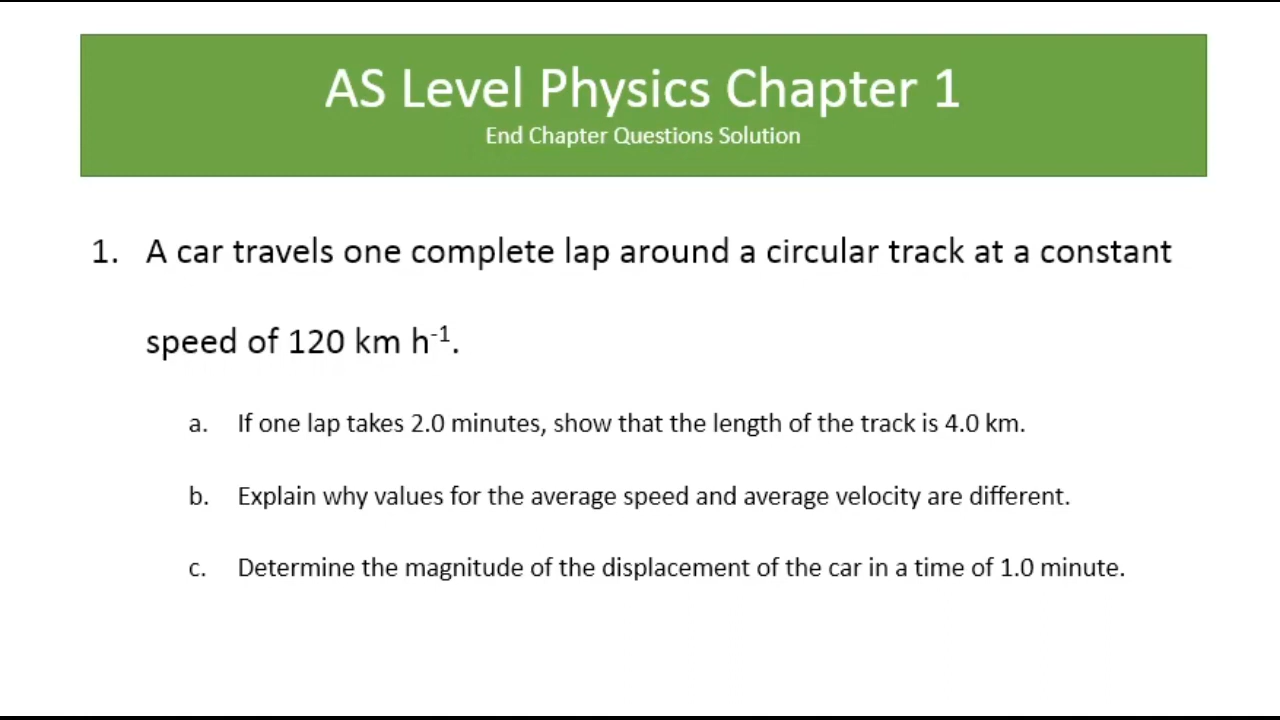 AS Level Physics Chapter 1
End Chapter Questions Solution
1. A car travels one complete lap around a circular track at a constant
speed of 120 km h⁻¹.
a. If one lap takes 2.0 minutes, show that the length of the track is 4.0 km.
b. Explain why values for the average speed and average velocity are different.
c. Determine the magnitude of the displacement of the car in a time of 1.0 minute.